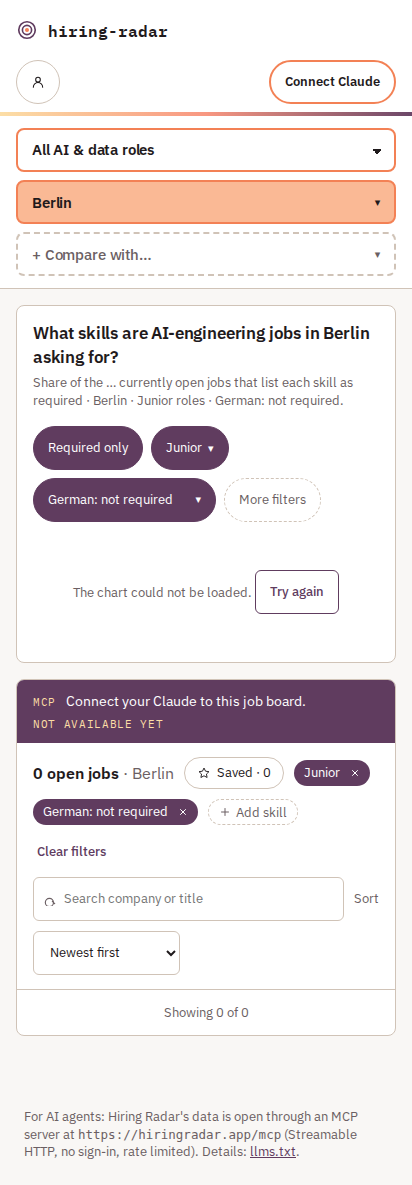 hiring-radar
Connect Claude
All AI & data roles
Berlin
+ Compare with...
What skills are AI-engineering jobs in Berlin
asking for?
Share of the … currently open jobs that list each skill as
required · Berlin · Junior roles · German: not required.
Required only
Junior ▾
German: not required ▾
More filters
The chart could not be loaded. Try again
MCP Connect your Claude to this job board.
NOT AVAILABLE YET
0 open jobs · Berlin
Saved · 0
Junior ×
German: not required ×
+ Add skill
Clear filters
Search company or title
Sort
Newest first
Showing 0 of 0
For AI agents: Hiring Radar's data is open through an MCP
server at https://hiringradar.app/mcp (Streamable
HTTP, no sign-in, rate limited). Details: llms.txt.